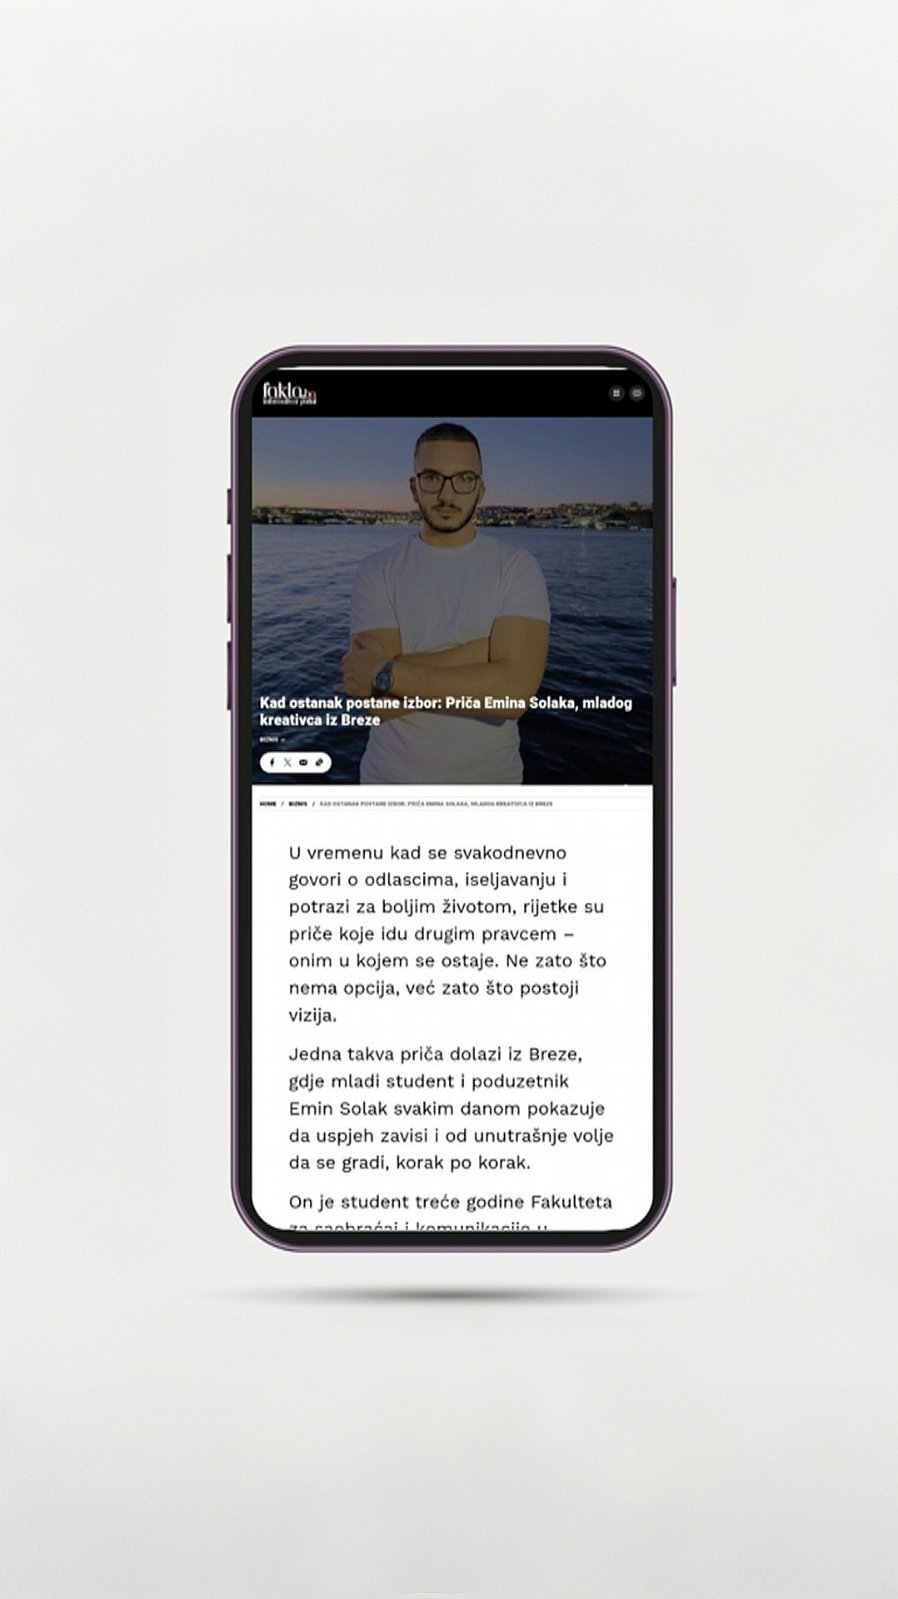 fokto.ba
informativni portal
Kad ostanak postane izbor: Priča Emina Solaka, mladog
kreativca iz Breze
BIZNIS
HOME / BIZNIS / KAD OSTANAK POSTANE IZBOR: PRIČA EMINA SOLAKA, MLADOG KREATIVCA IZ BREZE
U vremenu kad se svakodnevno
govori o odlascima, iseljavanju i
potrazi za boljim životom, rijetke su
priče koje idu drugim pravcem –
onim u kojem se ostaje. Ne zato što
nema opcija, već zato što postoji
vizija.
Jedna takva priča dolazi iz Breze,
gdje mladi student i poduzetnik
Emin Solak svakim danom pokazuje
da uspjeh zavisi i od unutrašnje volje
da se gradi, korak po korak.
On je student treće godine Fakulteta
za saobraćaj i komunikacije u